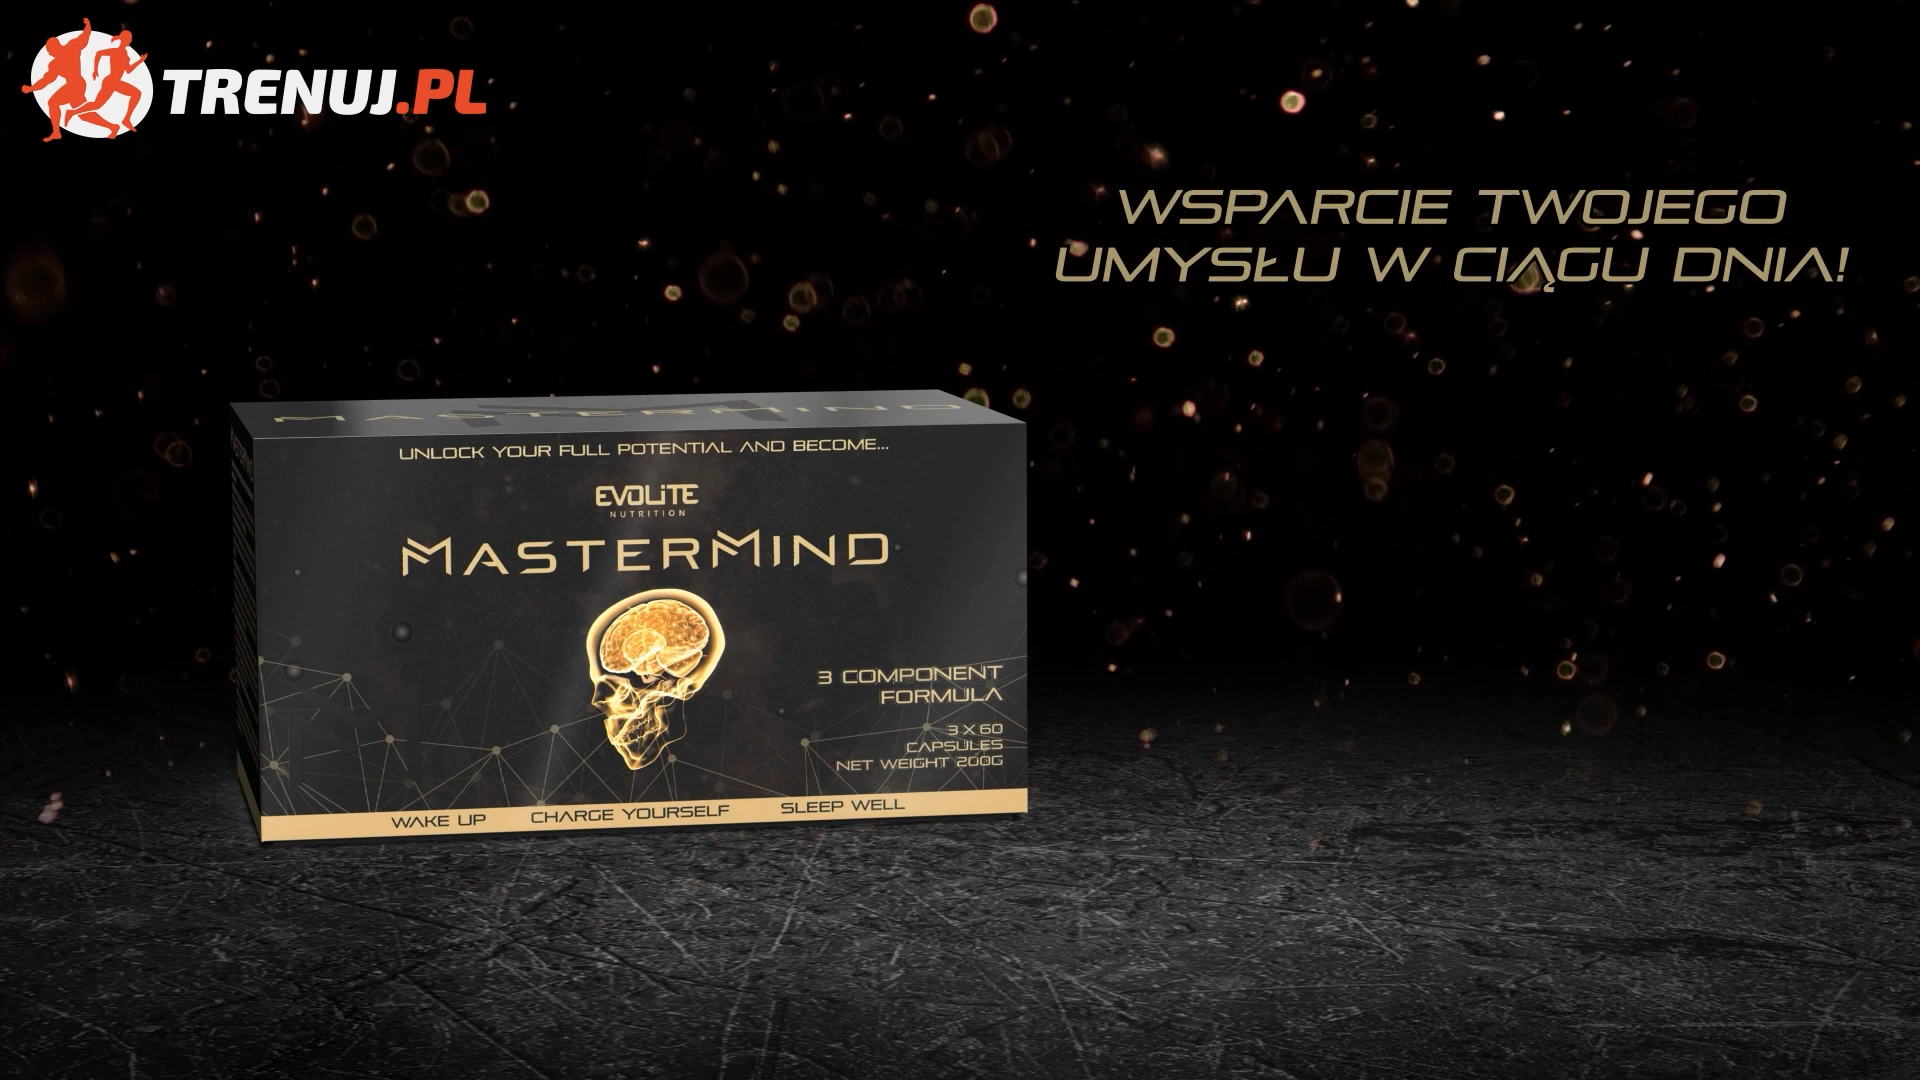 TRENUJ.PL
WSPARCIE TWOJEGO
UMYSŁU W CIĄGU DNIA!
MASTERMIND
UNLOCK YOUR FULL POTENTIAL AND BECOME...
EVOLiTE
NUTRITION
MASTERMIND
3 COMPONENT
FORMULA
3 X 60
CAPSULES
NET WEIGHT 200G
WAKE UP CHARGE YOURSELF SLEEP WELL